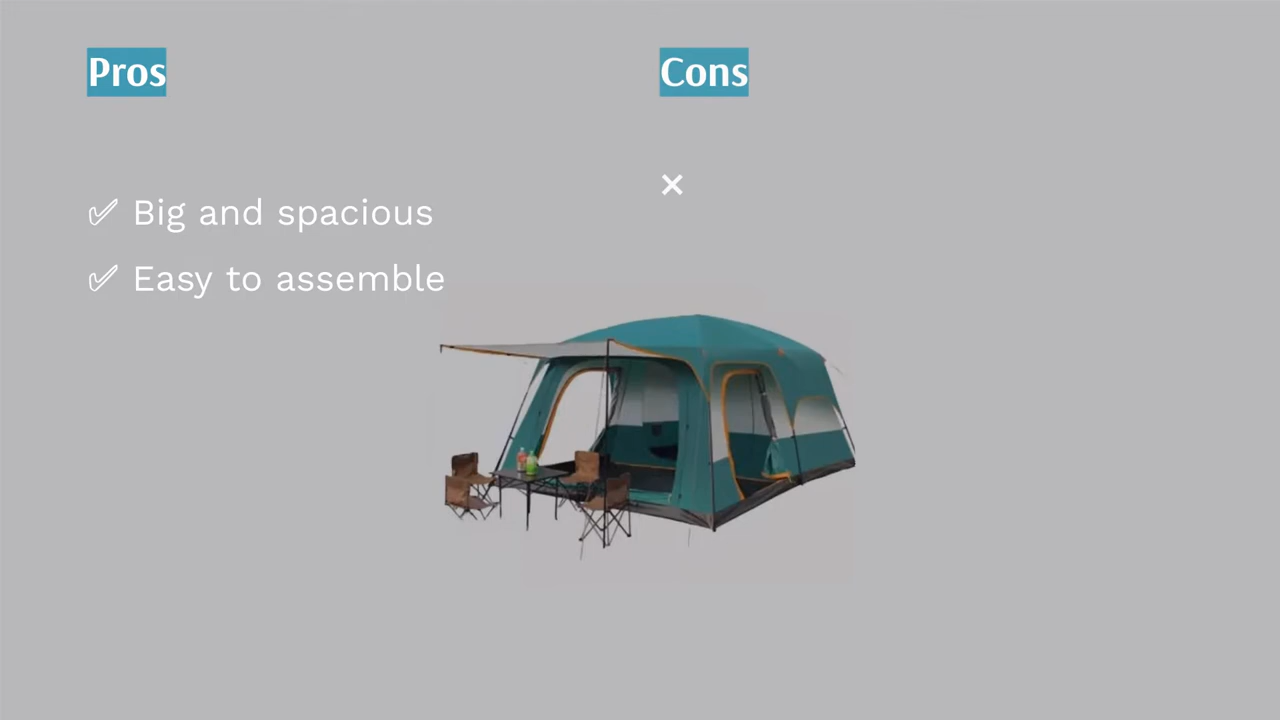 Pros
✅ Big and spacious
✅ Easy to assemble
Cons
×